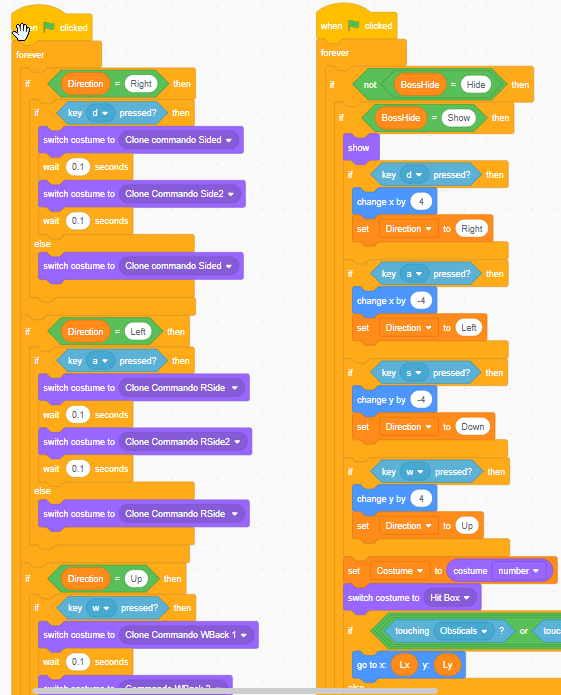 clicked
forever
if Direction = Right then
if key d pressed? then
switch costume to Clone commando Sided
wait 0.1 seconds
switch costume to Clone Commando Side2
wait 0.1 seconds
else
switch costume to Clone commando Sided
if Direction = Left then
if key a pressed? then
switch costume to Clone Commando RSide
wait 0.1 seconds
switch costume to Clone Commando RSide2
wait 0.1 seconds
else
switch costume to Clone Commando RSide
if Direction = Up then
if key w pressed? then
switch costume to Clone Commando WBack 1
wait 0.1 seconds
when clicked
forever
if not BossHide = Hide then
if BossHide = Show then
show
if key d pressed? then
change x by 4
set Direction to Right
if key a pressed? then
change x by -4
set Direction to Left
if key s pressed? then
change y by -4
set Direction to Down
if key w pressed? then
change y by 4
set Direction to Up
set Costume to costume number
switch costume to Hit Box
if touching Obsticals ? or
go to x: Lx y: Ly